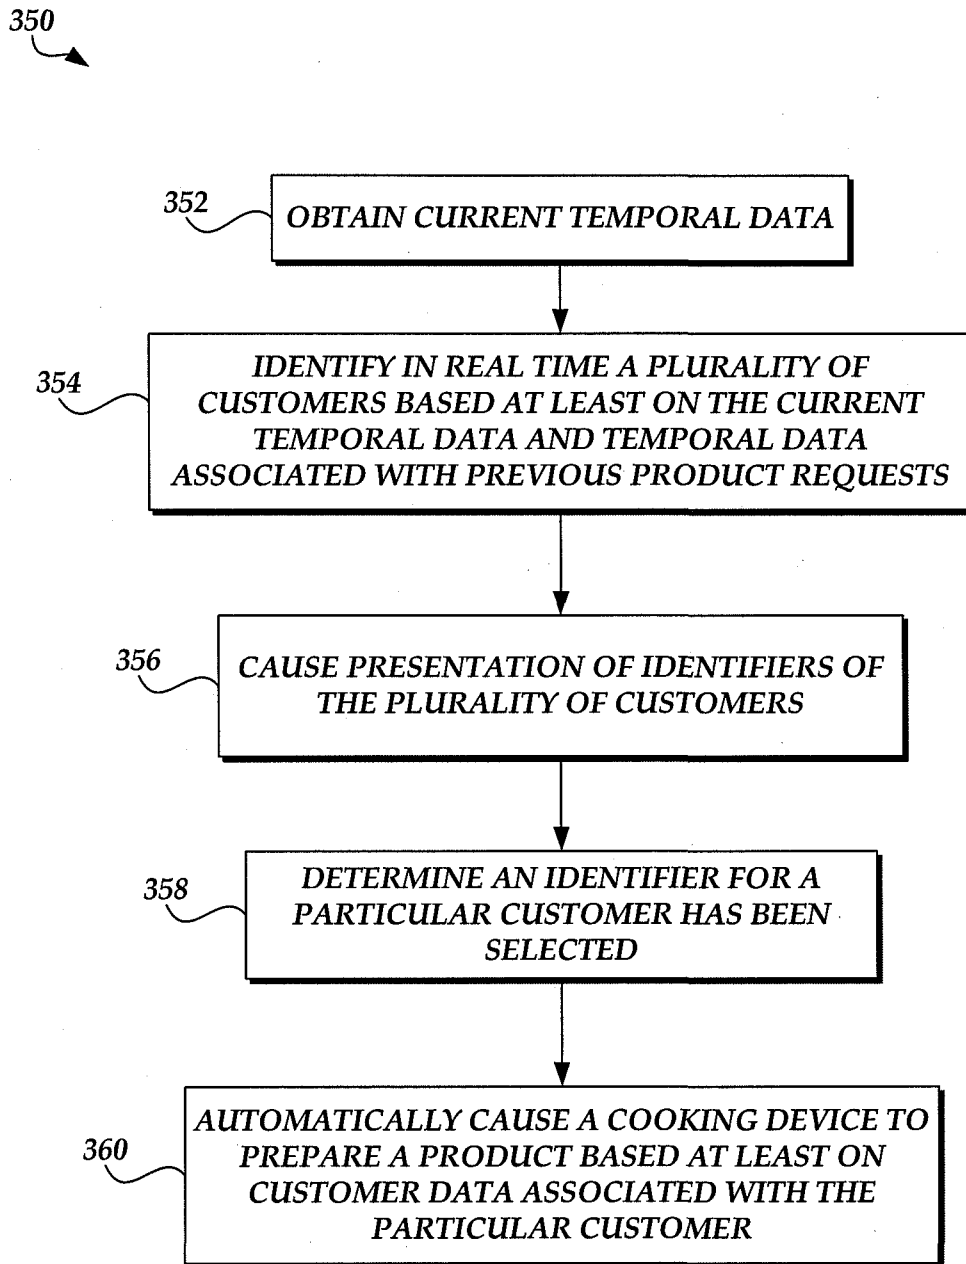 350
352
OBTAIN CURRENT TEMPORAL DATA
354
IDENTIFY IN REAL TIME A PLURALITY OF
CUSTOMERS BASED AT LEAST ON THE CURRENT
TEMPORAL DATA AND TEMPORAL DATA
ASSOCIATED WITH PREVIOUS PRODUCT REQUESTS
356
CAUSE PRESENTATION OF IDENTIFIERS OF
THE PLURALITY OF CUSTOMERS
358
DETERMINE AN IDENTIFIER FOR A
PARTICULAR CUSTOMER HAS BEEN
SELECTED
360
AUTOMATICALLY CAUSE A COOKING DEVICE TO
PREPARE A PRODUCT BASED AT LEAST ON
CUSTOMER DATA ASSOCIATED WITH THE
PARTICULAR CUSTOMER